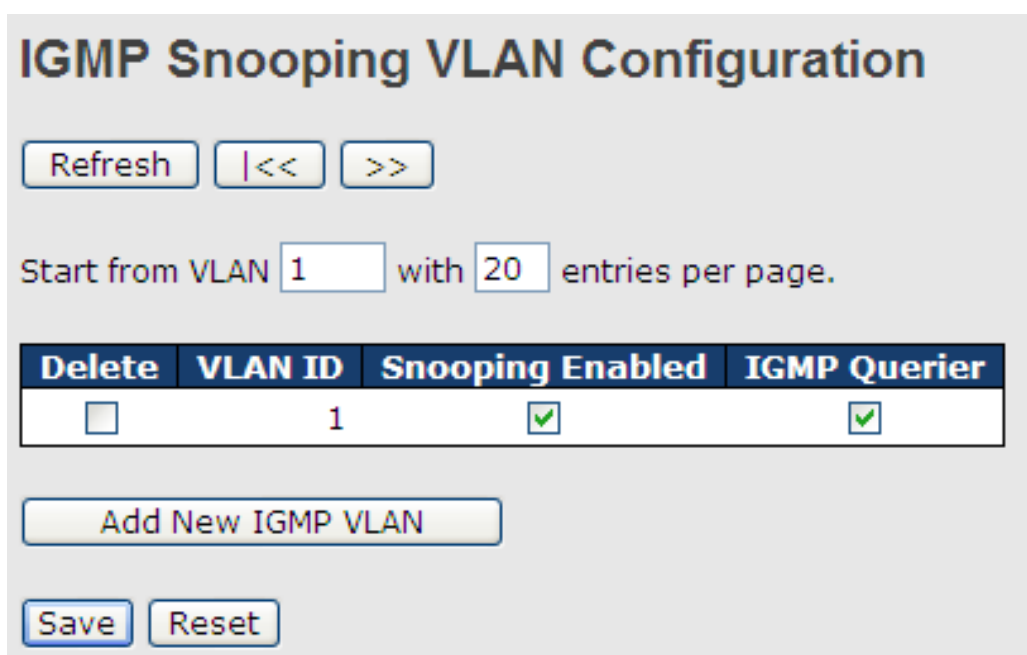 IGMP Snooping VLAN Configuration
Refresh |<< >>
Start from VLAN 1 with 20 entries per page.
Delete VLAN ID Snooping Enabled IGMP Querier
1
Add New IGMP VLAN
Save Reset